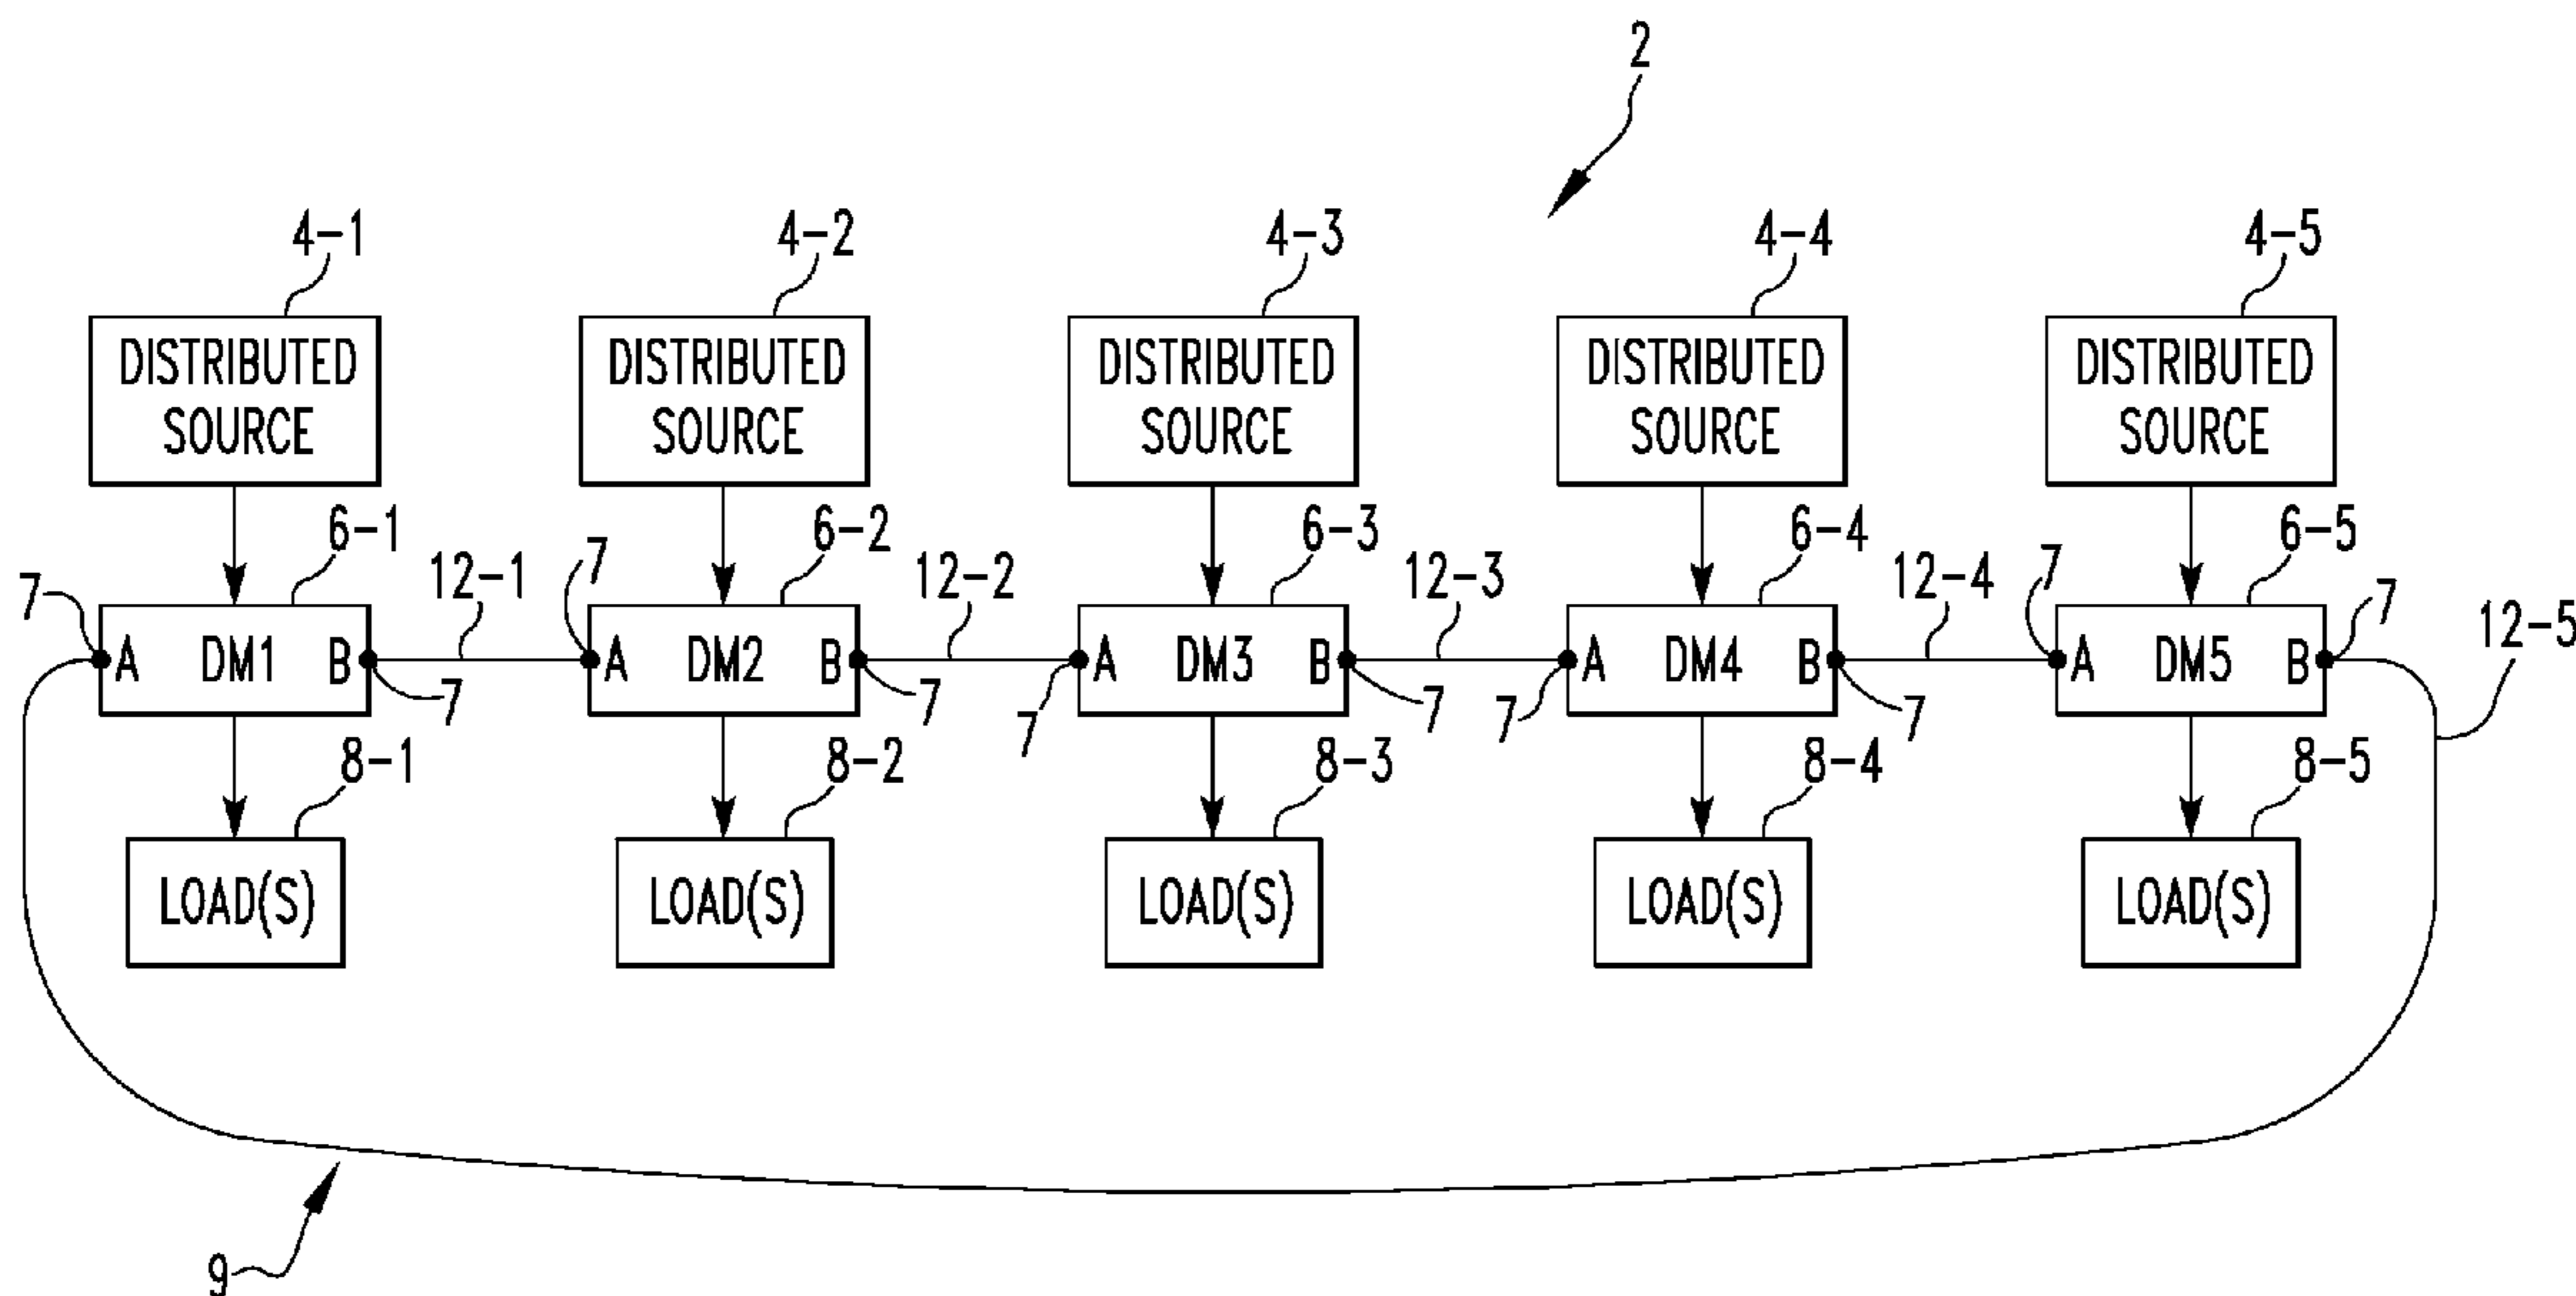 2
4-1 4-2 4-3 4-4 4-5
DISTRIBUTED SOURCE
DISTRIBUTED SOURCE
DISTRIBUTED SOURCE
DISTRIBUTED SOURCE
DISTRIBUTED SOURCE
6-1 6-2 6-3 6-4 6-5
7 12-1 7 12-2 12-3 12-4 7 7 12-5
A DM1 B
A DM2 B
A DM3 B
A DM4 B
A DM5 B
7 7 7 7 7 7
8-1 8-2 8-3 8-4 8-5
LOAD(S) LOAD(S) LOAD(S) LOAD(S) LOAD(S)
9